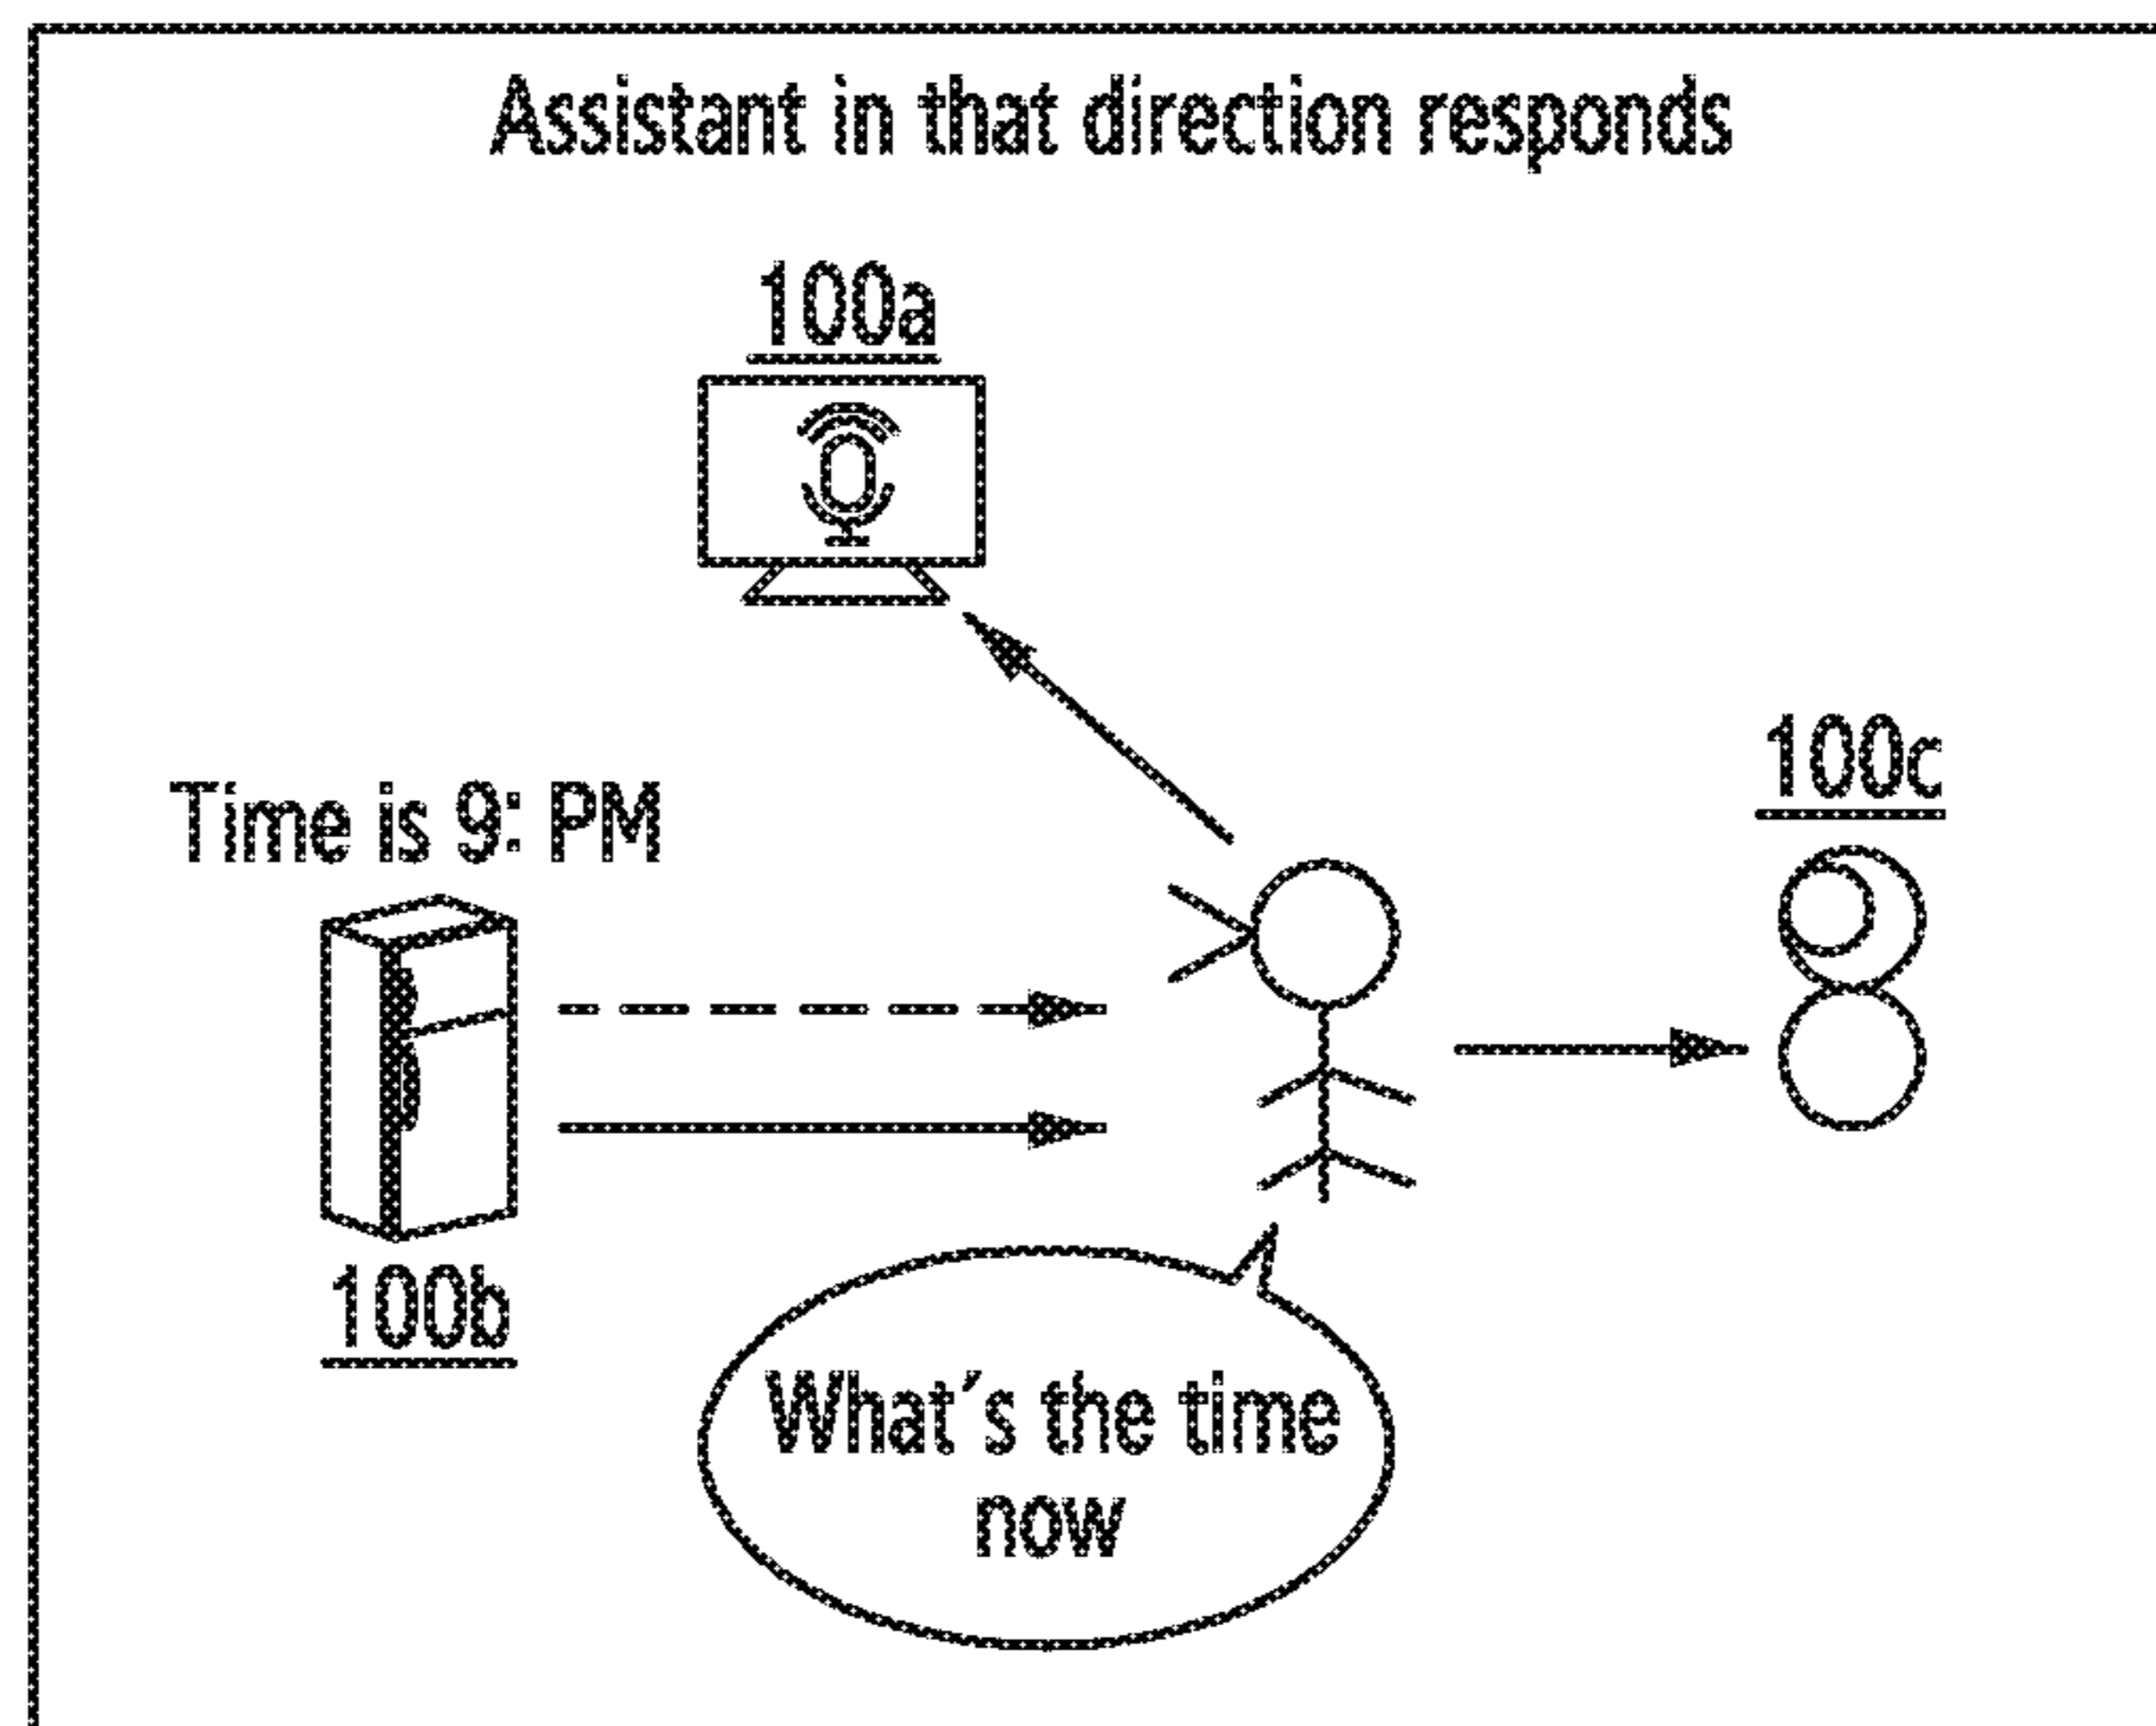 Assistant in that direction responds
100a
100c
Time is 9: PM
100b
What's the time
now